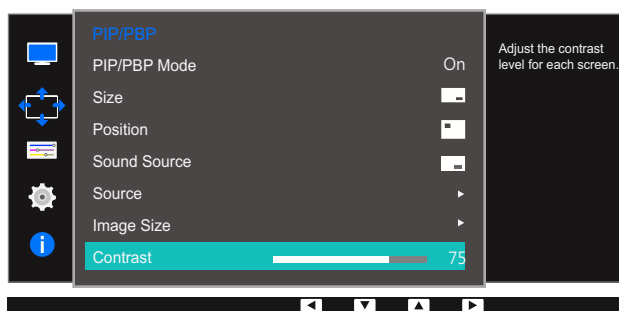 PIP/PBP
PIP/PBP Mode On
Size
Position
Sound Source
Source
Image Size
Contrast 75
Adjust the contrast
level for each screen.